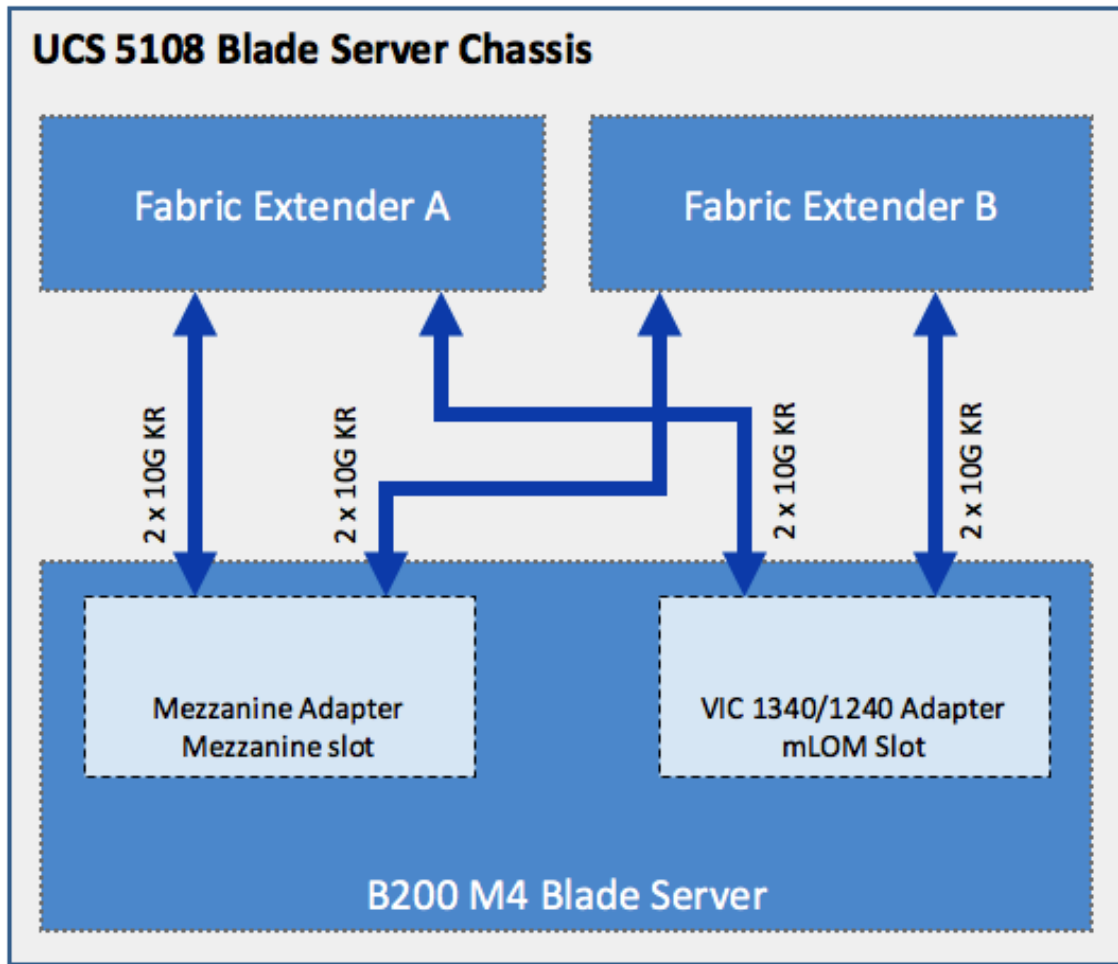 UCS 5108 Blade Server Chassis
Fabric Extender A
Fabric Extender B
2 x 10G KR
2 x 10G KR
2 x 10G KR
2 x 10G KR
Mezzanine Adapter
Mezzanine slot
VIC 1340/1240 Adapter
mLOM Slot
B200 M4 Blade Server